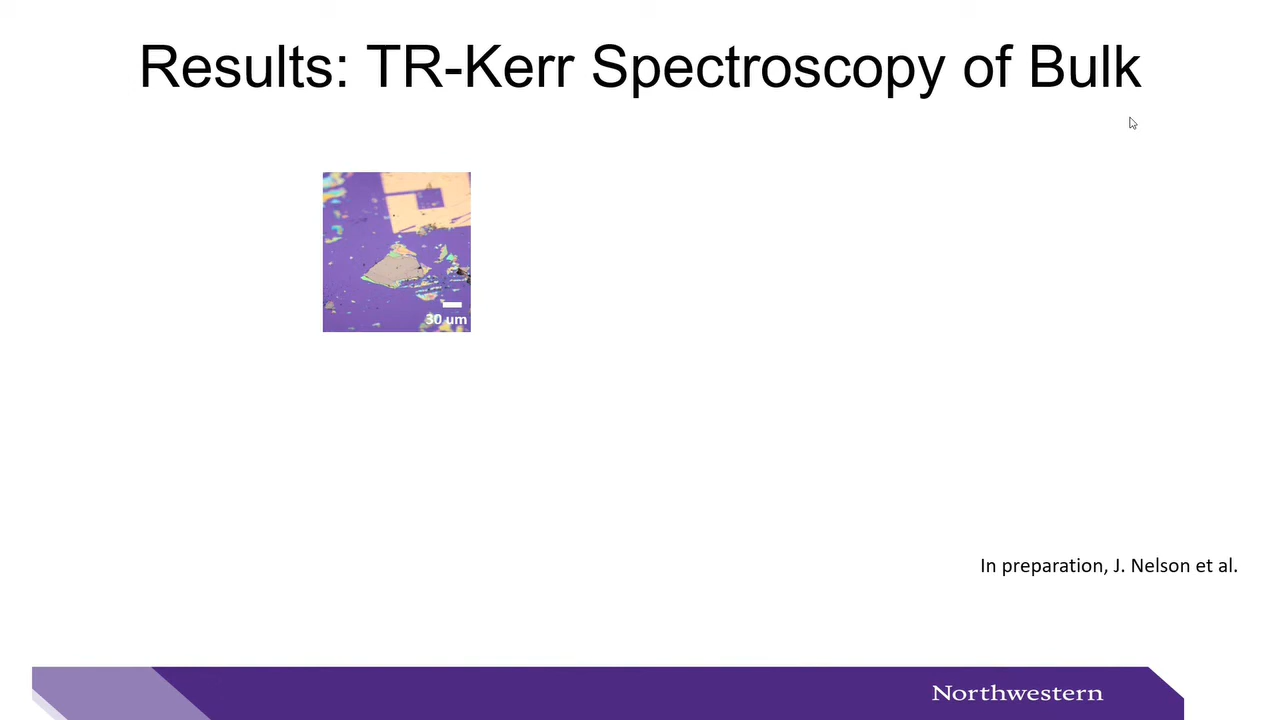 Results: TR-Kerr Spectroscopy of Bulk
30 um
In preparation, J. Nelson et al.
Northwestern